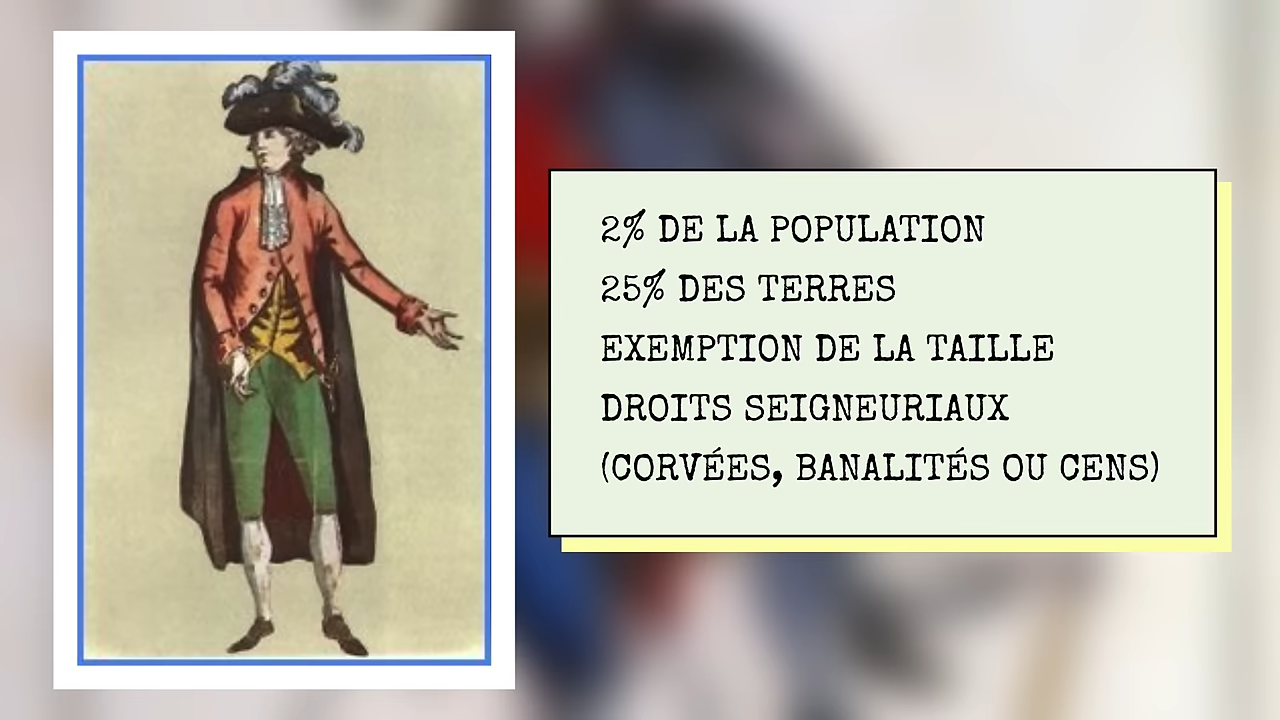 2% DE LA POPULATION
25% DES TERRES
EXEMPTION DE LA TAILLE
DROITS SEIGNEURIAUX
(CORVÉES, BANALITÉS OU CENS)